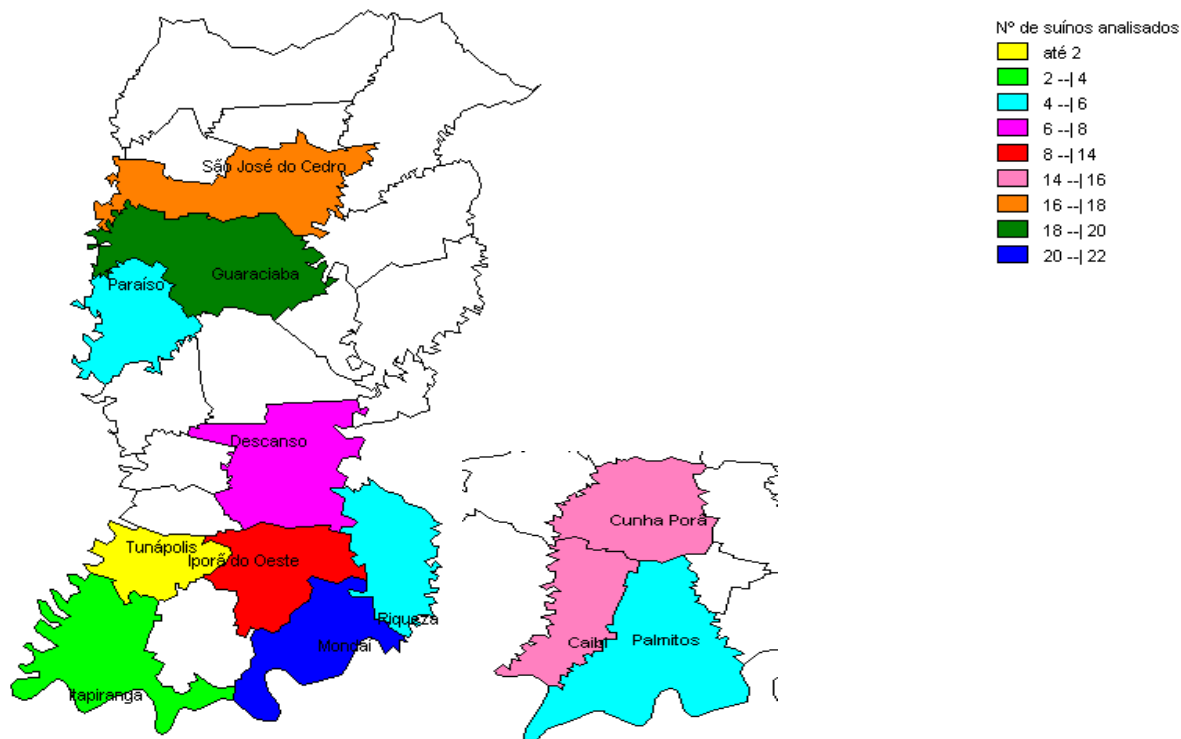 Nº de suínos analisados
até 2
2 --| 4
4 --| 6
6 --| 8
8 --| 14
14 --| 16
16 --| 18
18 --| 20
20 --| 22
São José do Cedro
Guaraciaba
Paraíso
Descanso
Tunápolis
Iporã do Oeste
Riqueza
Mondaí
Itapiranga
Cunha Porã
Caibi
Palmitos